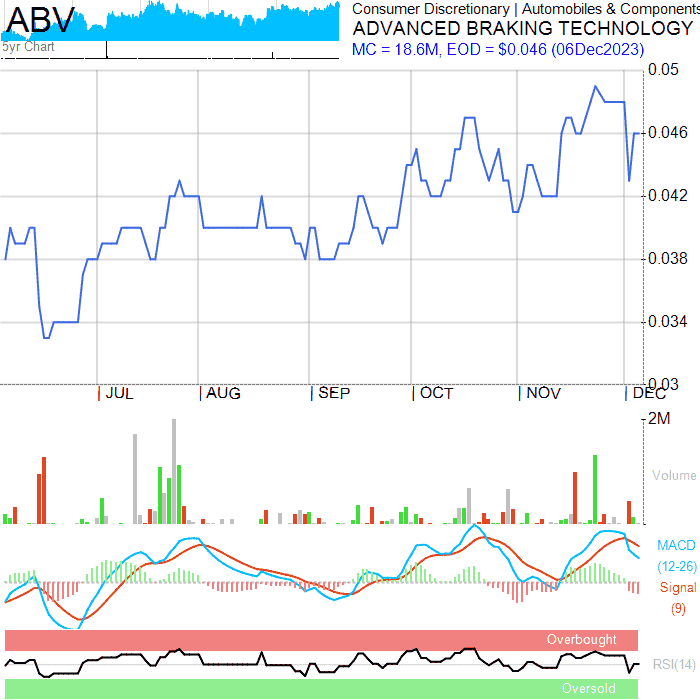 ABV
5yr Chart
Consumer Discretionary | Automobiles & Components
ADVANCED BRAKING TECHNOLOGY
MC = 18.6M, EOD = $0.046 (06Dec2023)
0.05
0.046
0.042
0.038
0.034
0.03
JUL
AUG
SEP
OCT
NOV
DEC
2M
Volume
MACD
(12-26)
Signal
(9)
Overbought
RSI(14)
Oversold